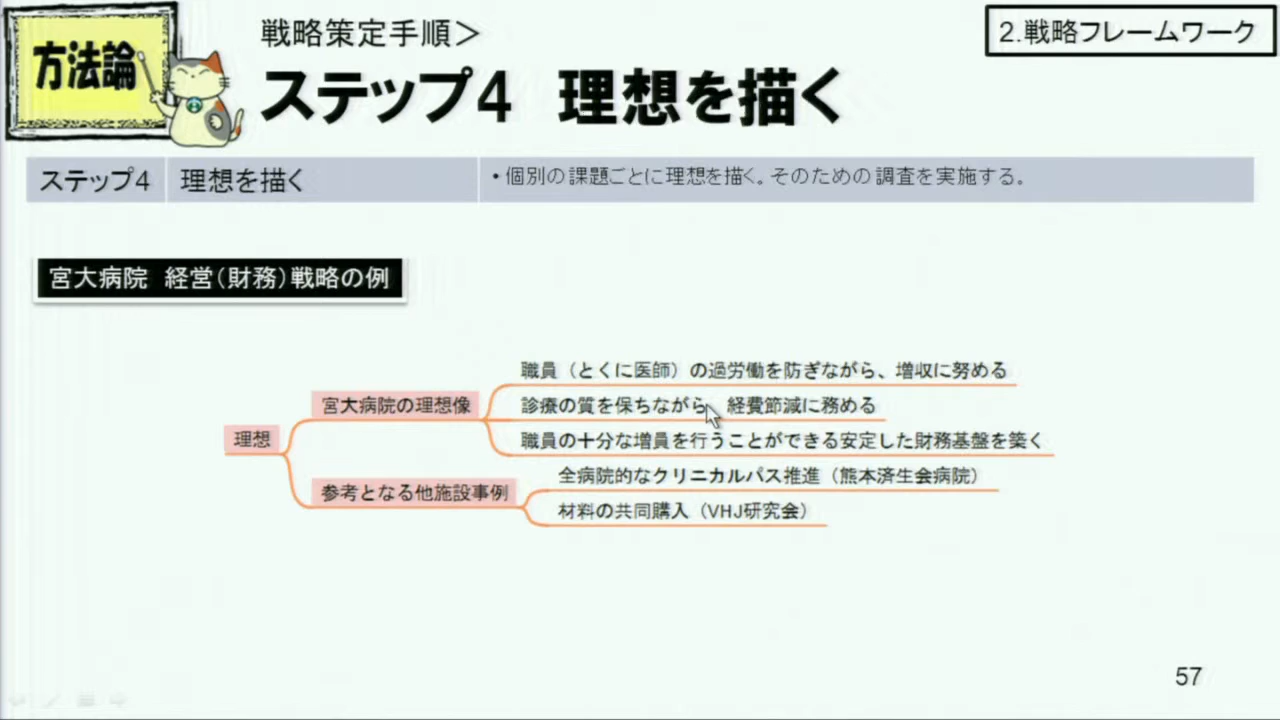 方法論
戦略策定手順＞
2.戦略フレームワーク
ステップ4 理想を描く
ステップ4 理想を描く ・個別の課題ごとに理想を描く。そのための調査を実施する。
宮大病院 経営（財務）戦略の例
理想
宮大病院の理想像
職員（とくに医師）の過労働を防ぎながら、増収に努める
診療の質を保ちながら、経費節減に務める
職員の十分な増員を行うことができる安定した財務基盤を築く
参考となる他施設事例
全病院的なクリニカルパス推進（熊本済生会病院）
材料の共同購入（VHJ研究会）
57